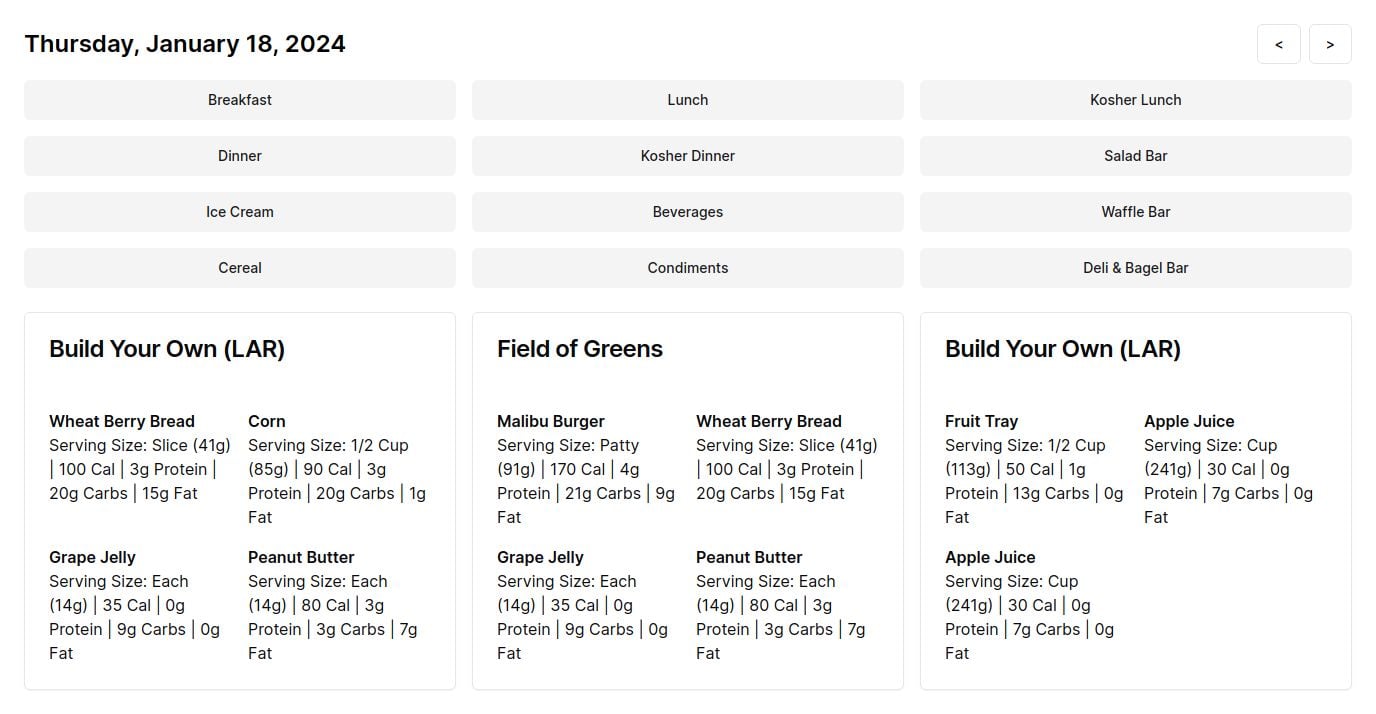 Thursday, January 18, 2024
<
>
Breakfast
Lunch
Kosher Lunch
Dinner
Kosher Dinner
Salad Bar
Ice Cream
Beverages
Waffle Bar
Cereal
Condiments
Deli & Bagel Bar
Build Your Own (LAR)
Wheat Berry Bread
Serving Size: Slice (41g)
| 100 Cal | 3g Protein |
20g Carbs | 15g Fat
Corn
Serving Size: 1/2 Cup
(85g) | 90 Cal | 3g
Protein | 20g Carbs | 1g
Fat
Grape Jelly
Serving Size: Each
(14g) | 35 Cal | 0g
Protein | 9g Carbs | 0g
Fat
Peanut Butter
Serving Size: Each
(14g) | 80 Cal | 3g
Protein | 3g Carbs | 7g
Fat
Field of Greens
Malibu Burger
Serving Size: Patty
(91g) | 170 Cal | 4g
Protein | 21g Carbs | 9g
Fat
Wheat Berry Bread
Serving Size: Slice (41g)
| 100 Cal | 3g Protein |
20g Carbs | 15g Fat
Grape Jelly
Serving Size: Each
(14g) | 35 Cal | 0g
Protein | 9g Carbs | 0g
Fat
Peanut Butter
Serving Size: Each
(14g) | 80 Cal | 3g
Protein | 3g Carbs | 7g
Fat
Build Your Own (LAR)
Fruit Tray
Serving Size: 1/2 Cup
(113g) | 50 Cal | 1g
Protein | 13g Carbs | 0g
Fat
Apple Juice
Serving Size: Cup
(241g) | 30 Cal | 0g
Protein | 7g Carbs | 0g
Fat
Apple Juice
Serving Size: Cup
(241g) | 30 Cal | 0g
Protein | 7g Carbs | 0g
Fat